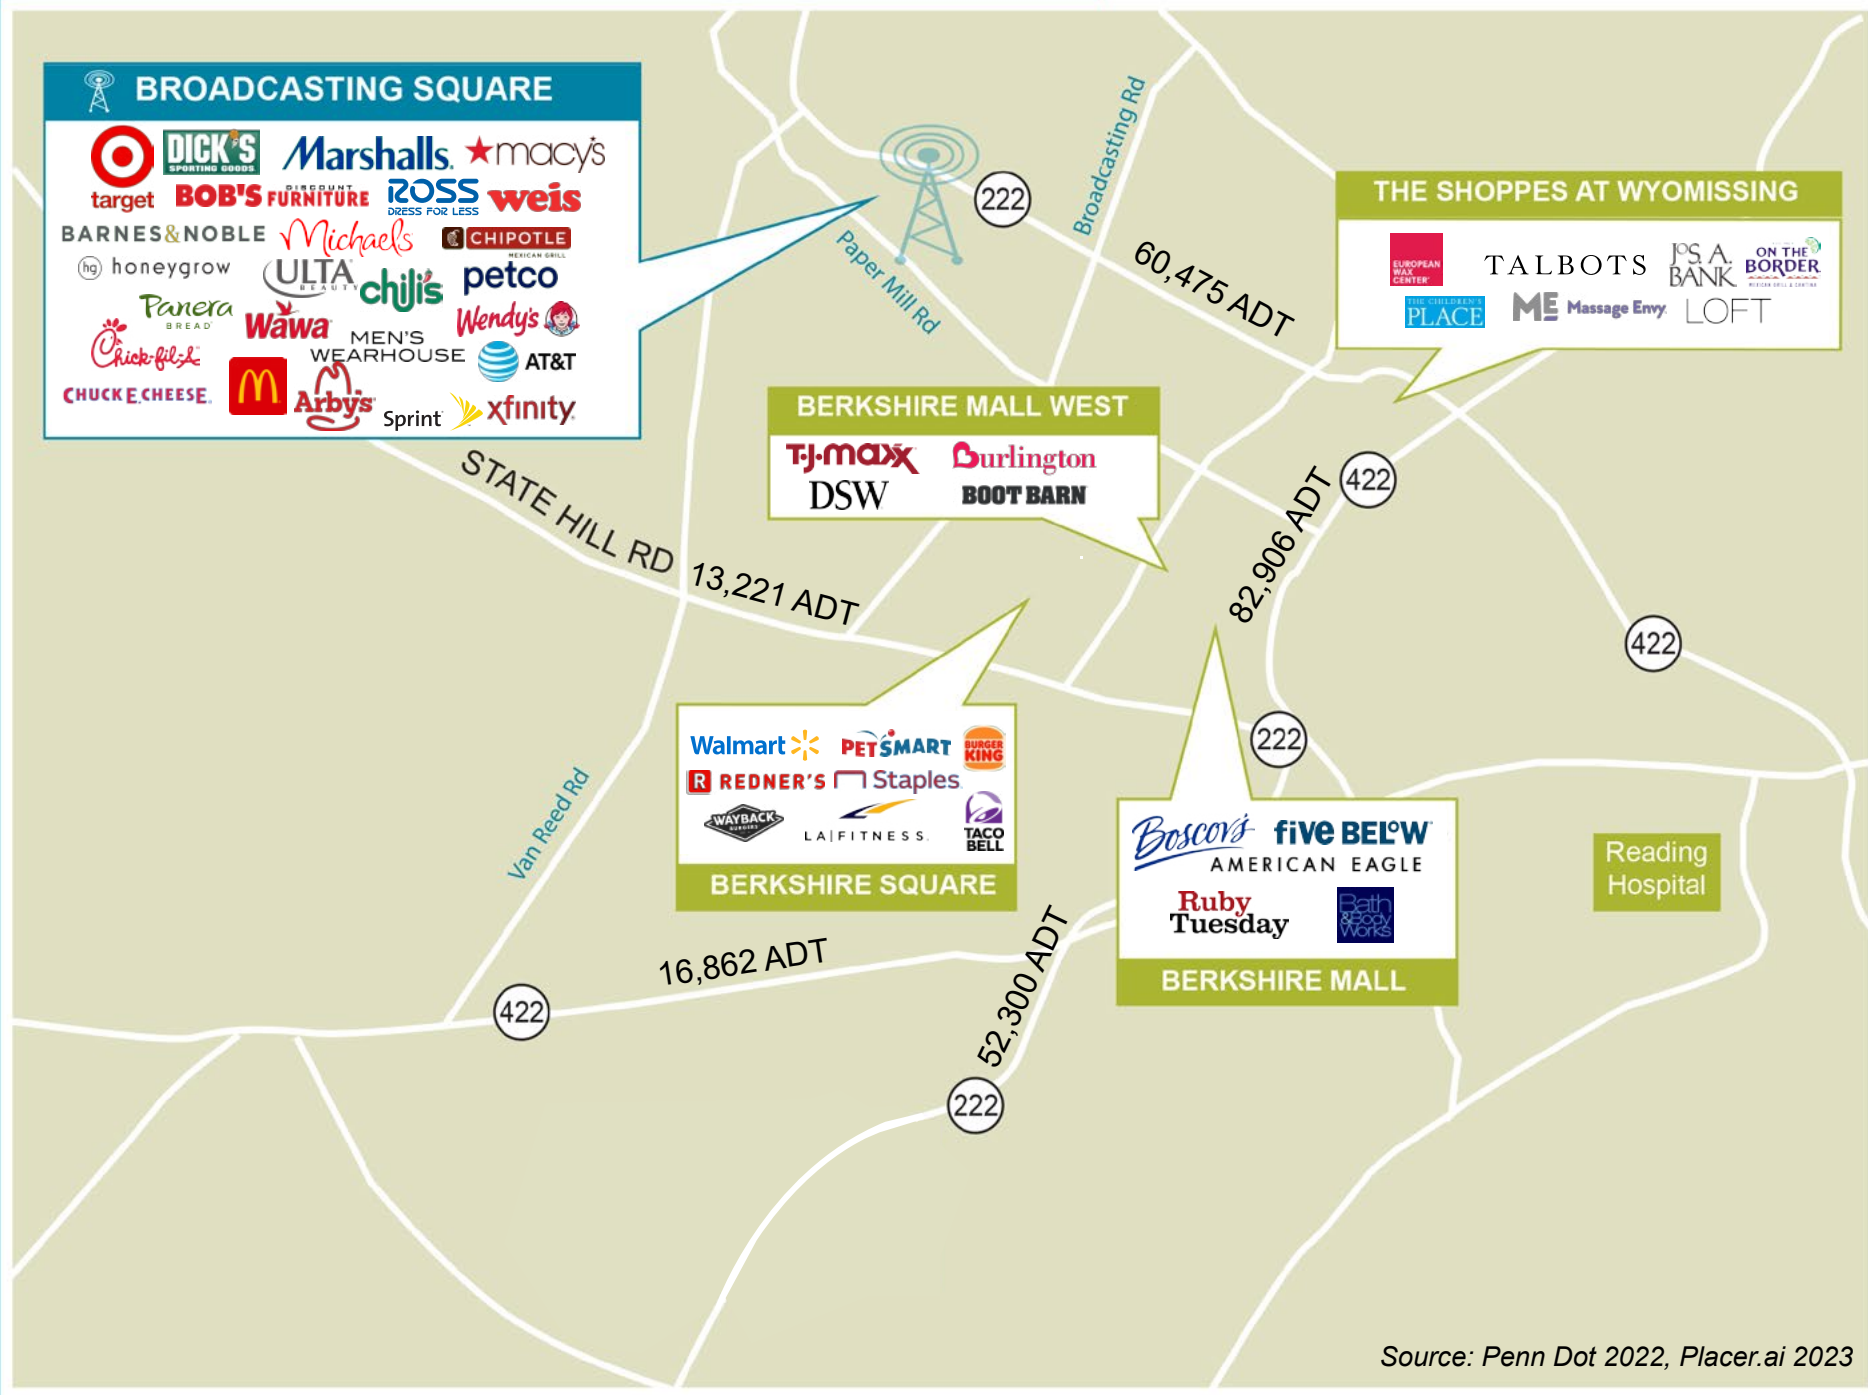 BROADCASTING SQUARE
target
DICK'S
SPORTING GOODS
Marshalls.
macy's
BOB'S DISCOUNT FURNITURE
ROSS
DRESS FOR LESS
weis
BARNES&NOBLE
Michaels
CHIPOTLE
MEXICAN GRILL
hg honeygrow
ULTA
BEAUTY
chili's
petco
Panera
BREAD
Wawa
Wendy's
Chick-fil-A
MEN'S
WEARHOUSE
AT&T
CHUCK E. CHEESE.
M
Arby's
Sprint
xfinity
222
Broadcasting Rd
Paper Mill Rd
60,475 ADT
THE SHOPPES AT WYOMISSING
EUROPEAN
WAX
CENTER
TALBOTS
JOS. A.
BANK
ON THE
BORDER
MEXICAN GRILL & CANTINA
THE CHILDREN'S
PLACE
ME Massage Envy
LOFT
BERKSHIRE MALL WEST
T.J.maxx
Burlington
DSW
BOOT BARN
422
82,906 ADT
STATE HILL RD
13,221 ADT
422
222
Walmart
PETSMART
BURGER
KING
R REDNER'S
Staples
WAYBACK
BURGERS
LA|FITNESS.
TACO
BELL
BERKSHIRE SQUARE
Van Reed Rd
Boscov's
five BEL°W
AMERICAN EAGLE
Ruby
Tuesday
Bath
&Body
Works
BERKSHIRE MALL
Reading
Hospital
16,862 ADT
422
52,300 ADT
222
Source: Penn Dot 2022, Placer.ai 2023